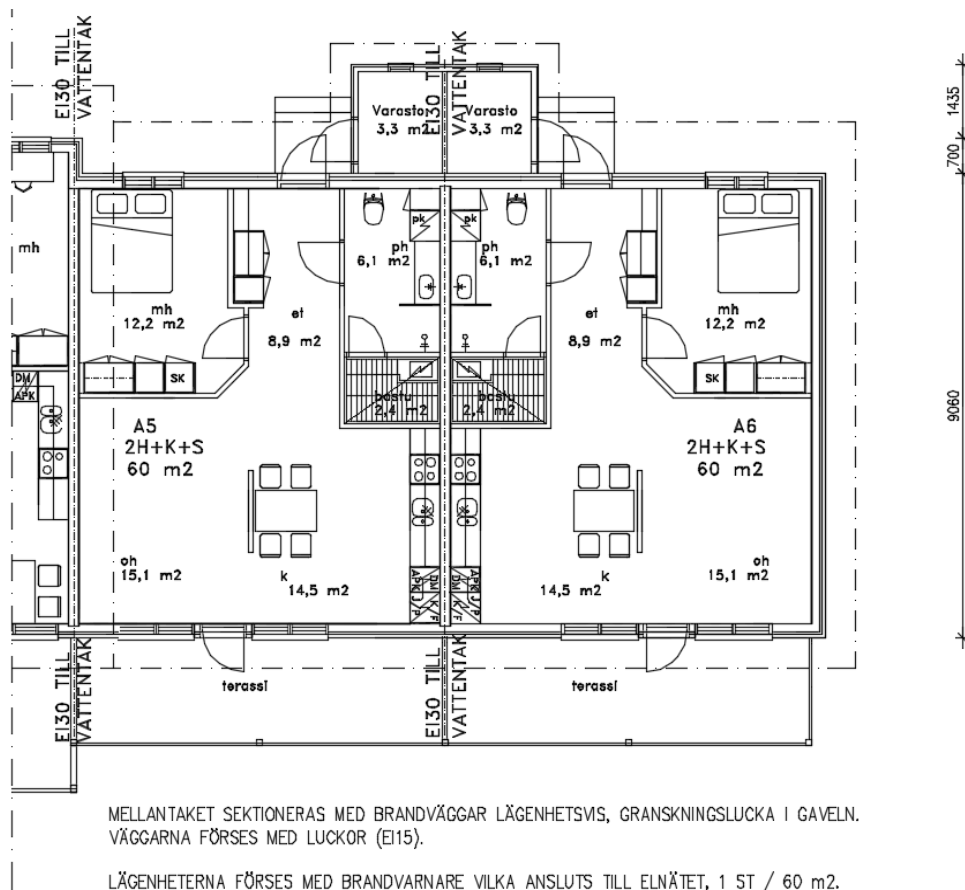 EI30 TILL
VATTENTAK
EI30 TILL
VATTENTAK
Varasto
3,3 m2
Varasto
3,3 m2
1435
700
9060
mh
mh
12,2 m2
SK
et
8,9 m2
ph
6,1 m2
pk
pk
ph
6,1 m2
et
8,9 m2
mh
12,2 m2
SK
bastu
2,4 m2
bastu
2,4 m2
DM
APK
A5
2H+K+S
60 m2
A6
2H+K+S
60 m2
oh
15,1 m2
k
14,5 m2
APK
DM
J/P
K/F
DM
APK
K/F
J/P
k
14,5 m2
oh
15,1 m2
terassi
terassi
EI30 TILL
VATTENTAK
EI30 TILL
VATTENTAK
MELLANTAKET SEKTIONERAS MED BRANDVÄGGAR LÄGENHETSVIS, GRANSKNINGSLUCKA I GAVELN.
VÄGGARNA FÖRSES MED LUCKOR (EI15).
LÄGENHETERNA FÖRSES MED BRANDVARNARE VILKA ANSLUTS TILL ELNÄTET, 1 ST / 60 m2.